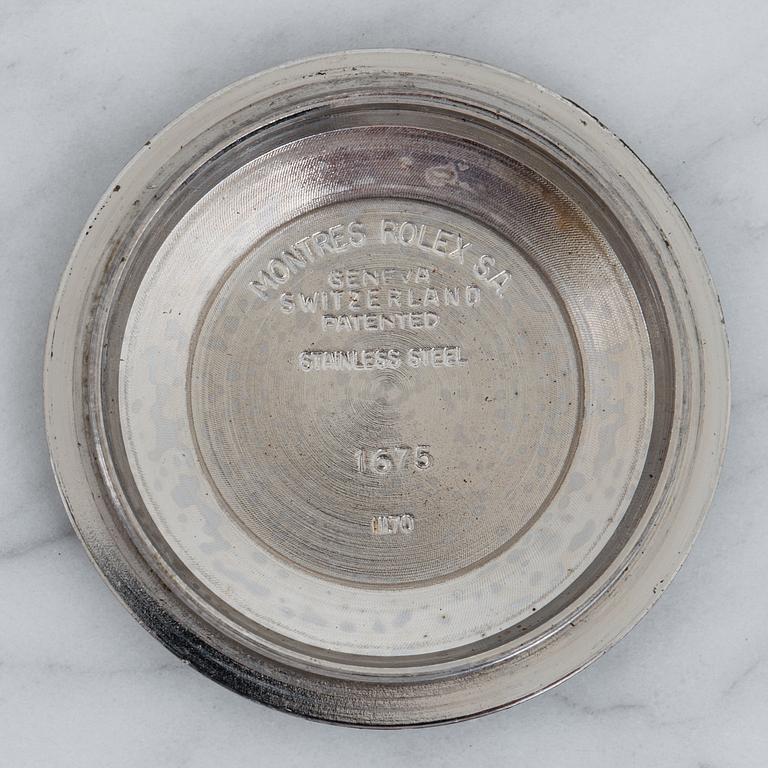 MONTRES ROLEX S.A.
GENEVA
SWITZERLAND
PATENTED
STAINLESS STEEL
1675
II.70